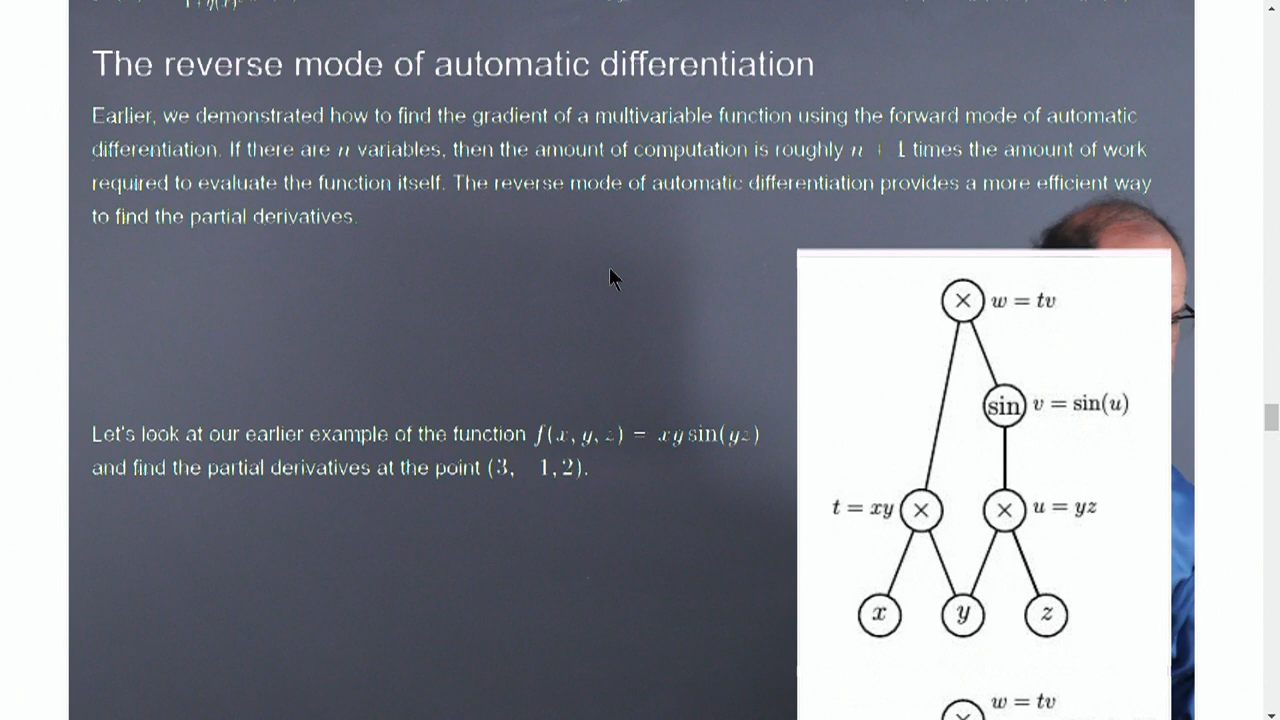 The reverse mode of automatic differentiation
Earlier, we demonstrated how to find the gradient of a multivariable function using the forward mode of automatic
differentiation. If there are n variables, then the amount of computation is roughly n + 1 times the amount of work
required to evaluate the function itself. The reverse mode of automatic differentiation provides a more efficient way
to find the partial derivatives.
Let's look at our earlier example of the function f(x, y, z) = xy sin(yz)
and find the partial derivatives at the point (3, 1, 2).
× w = tv
sin v = sin(u)
t = xy × × u = yz
x y z
w = tv
×